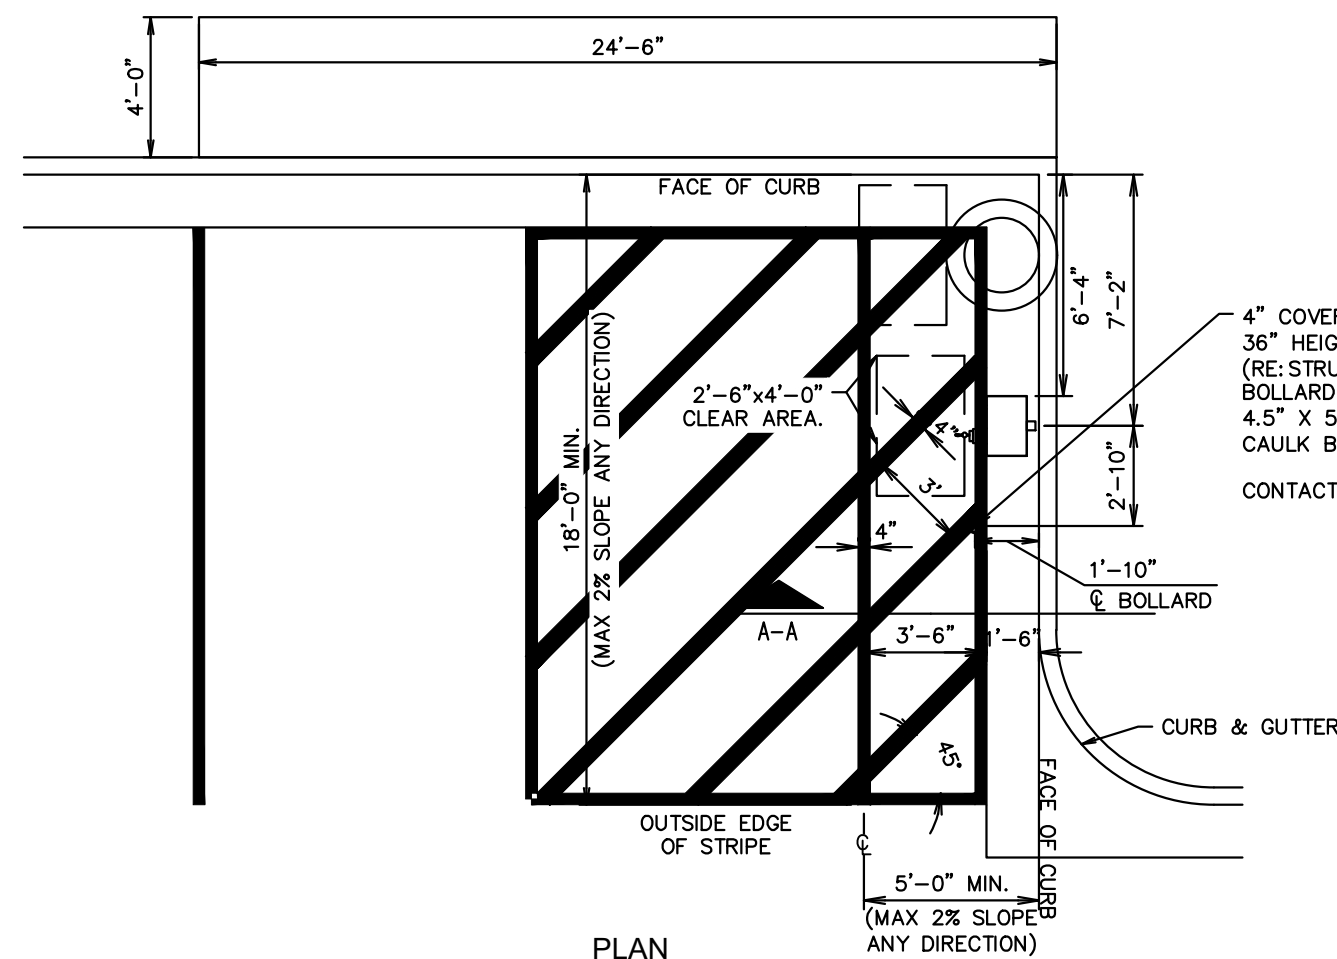 24'-6"
4'-0"
FACE OF CURB
6'-4"
7'-2"
4" COVER
36" HEIG
(RE:STRU
BOLLARD
4.5" X 5
CAULK B
CONTACT
2'-6"x4'-0"
CLEAR AREA.
4"
3'
2'-10"
18'-0" MIN.
(MAX 2% SLOPE ANY DIRECTION)
4"
1'-10"
℄ BOLLARD
A-A
3'-6"
1'-6"
CURB & GUTTER
45°
FACE OF CURB
OUTSIDE EDGE
OF STRIPE
℄
5'-0" MIN.
(MAX 2% SLOPE
ANY DIRECTION)
PLAN